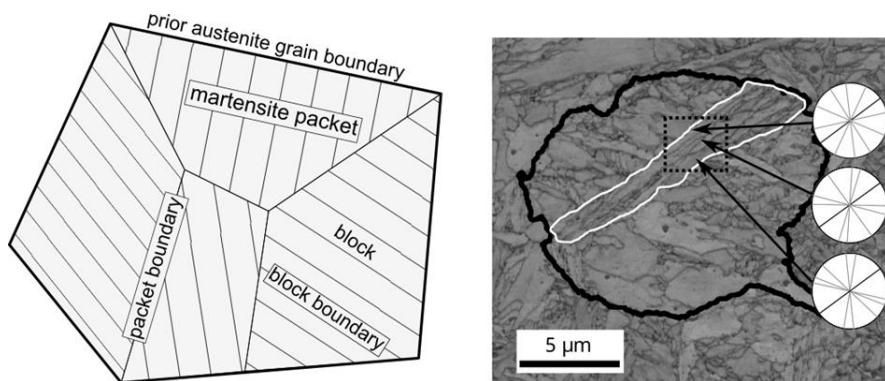 prior austenite grain boundary
martensite packet
packet boundary
block
block boundary
5 µm